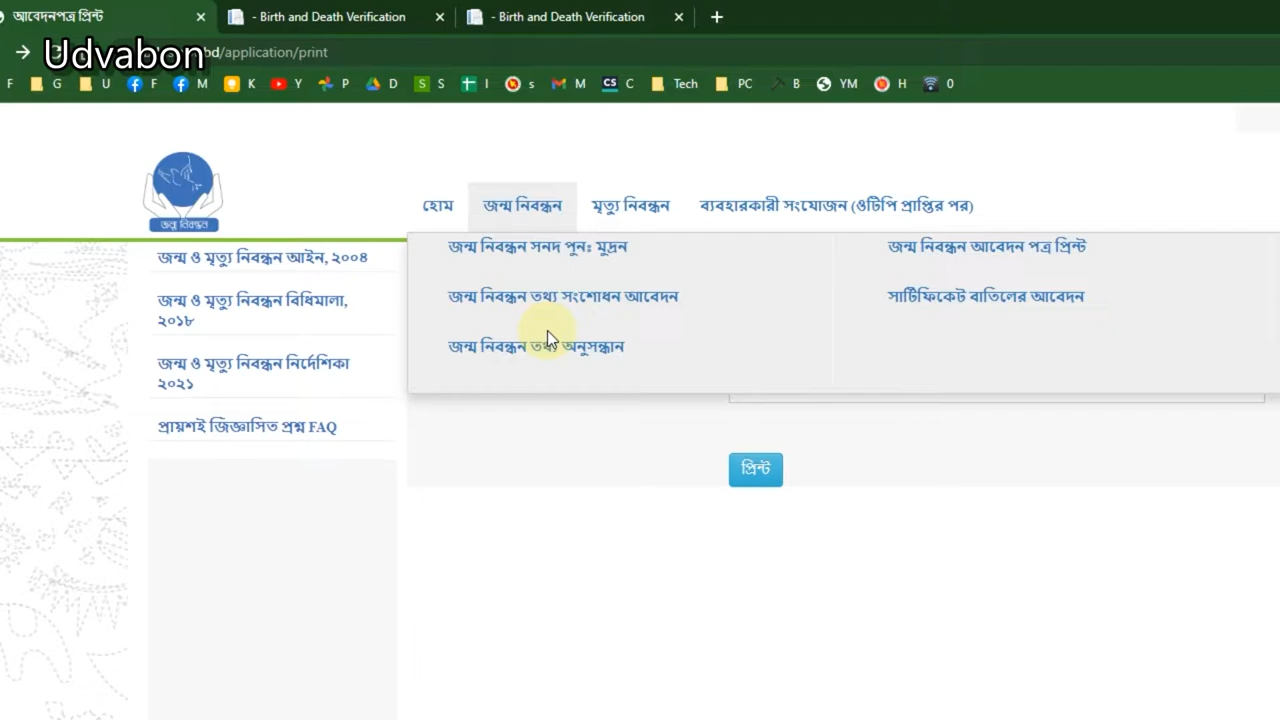 আবেদনপত্র প্রিন্ট
- Birth and Death Verification
- Birth and Death Verification
Udvabon
bd/application/print
F G U F M K Y P D S I s M C Tech PC B YM H 0
জন্ম নিবন্ধন
হোম জন্ম নিবন্ধন মৃত্যু নিবন্ধন ব্যবহারকারী সংযোজন (ওটিপি প্রাপ্তির পর)
জন্ম ও মৃত্যু নিবন্ধন আইন, ২০০৪
জন্ম ও মৃত্যু নিবন্ধন বিধিমালা,
২০১৮
জন্ম ও মৃত্যু নিবন্ধন নির্দেশিকা
২০২১
প্রায়শই জিজ্ঞাসিত প্রশ্ন FAQ
জন্ম নিবন্ধন সনদ পুনঃ মুদ্রন
জন্ম নিবন্ধন তথ্য সংশোধন আবেদন
জন্ম নিবন্ধন তথ্য অনুসন্ধান
জন্ম নিবন্ধন আবেদন পত্র প্রিন্ট
সার্টিফিকেট বাতিলের আবেদন
প্রিন্ট